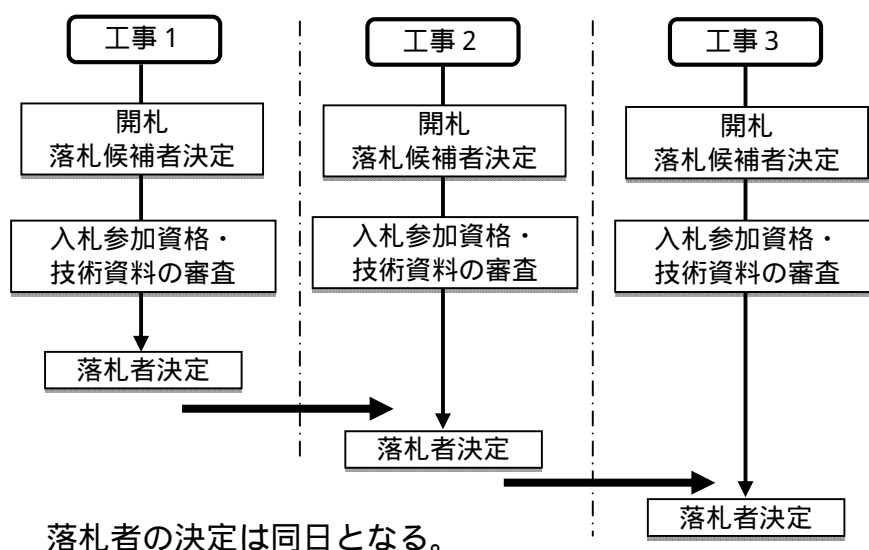 工事1
開札
落札候補者決定
入札参加資格・
技術資料の審査
落札者決定
工事2
開札
落札候補者決定
入札参加資格・
技術資料の審査
落札者決定
工事3
開札
落札候補者決定
入札参加資格・
技術資料の審査
落札者決定
落札者の決定は同日となる。